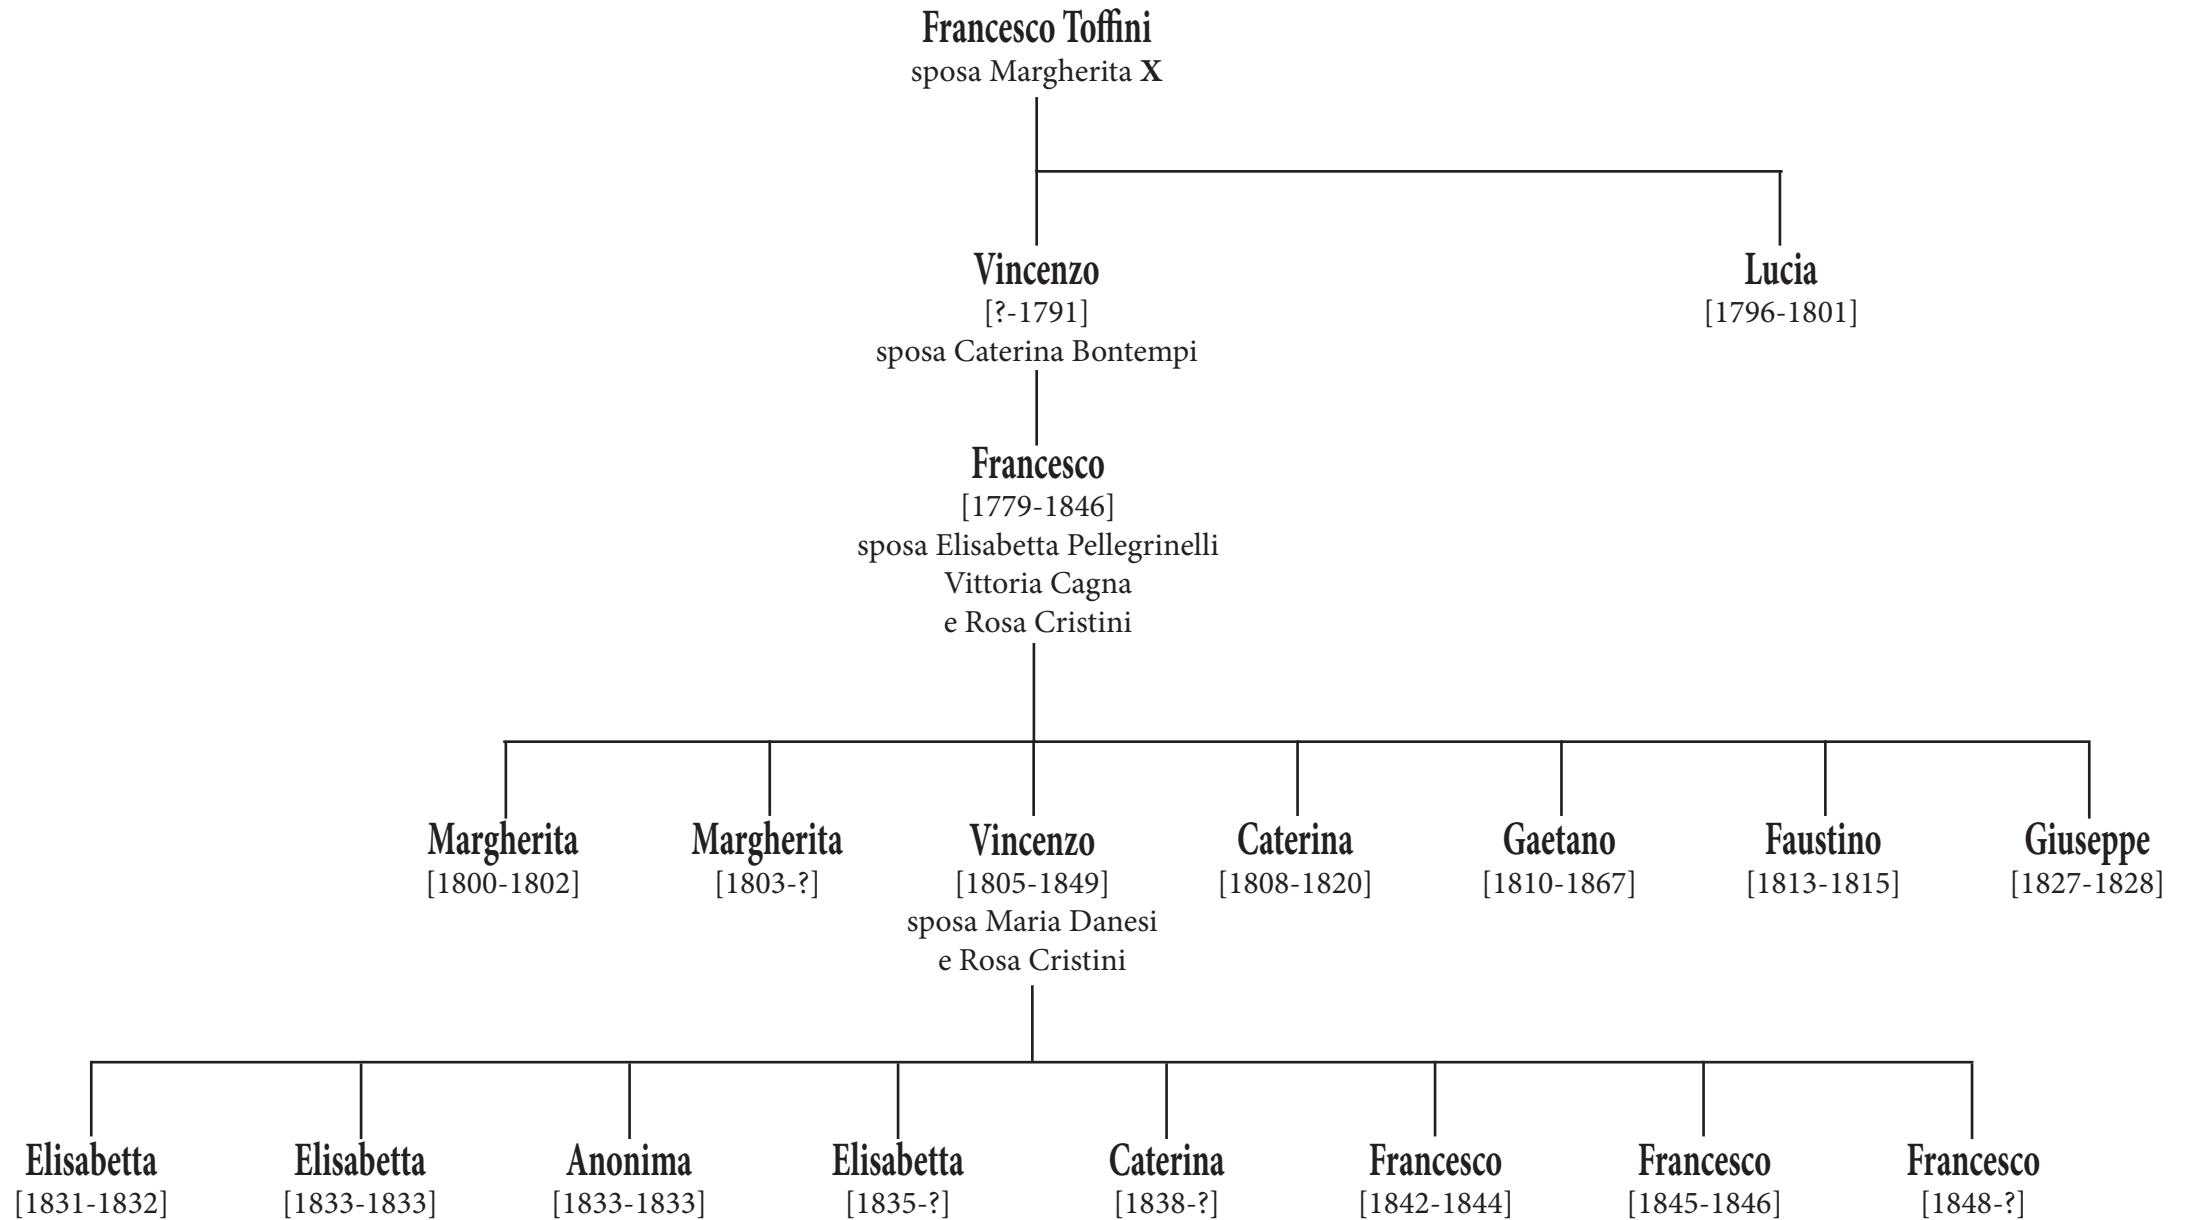 Francesco Toffini
sposa Margherita X
Vincenzo
[?-1791]
sposa Caterina Bontempi
Lucia
[1796-1801]
Francesco
[1779-1846]
sposa Elisabetta Pellegrinelli
Vittoria Cagna
e Rosa Cristini
Margherita
[1800-1802]
Margherita
[1803-?]
Vincenzo
[1805-1849]
sposa Maria Danesi
e Rosa Cristini
Caterina
[1808-1820]
Gaetano
[1810-1867]
Faustino
[1813-1815]
Giuseppe
[1827-1828]
Elisabetta
[1831-1832]
Elisabetta
[1833-1833]
Anonima
[1833-1833]
Elisabetta
[1835-?]
Caterina
[1838-?]
Francesco
[1842-1844]
Francesco
[1845-1846]
Francesco
[1848-?]